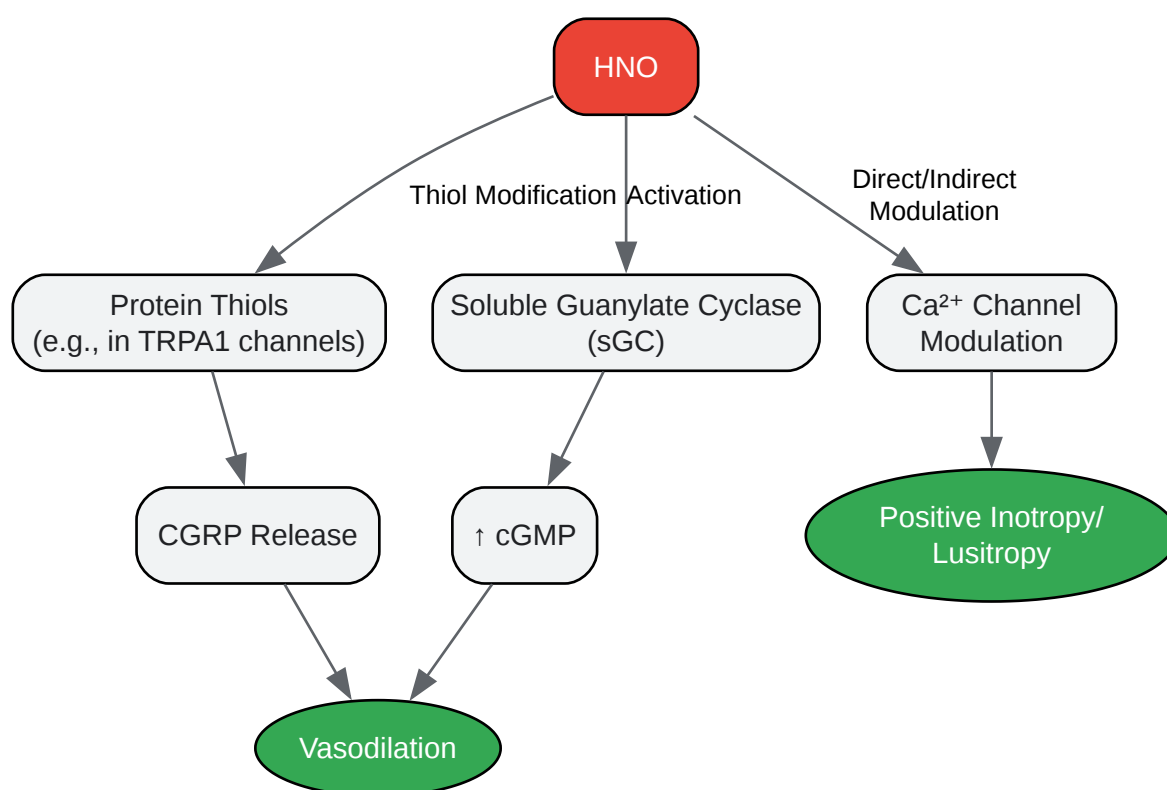 HNO
Thiol Modification
Activation
Direct/Indirect
Modulation
Protein Thiols
(e.g., in TRPA1 channels)
Soluble Guanylate Cyclase
(sGC)
Ca²⁺ Channel
Modulation
CGRP Release
↑ cGMP
Positive Inotropy/
Lusitropy
Vasodilation